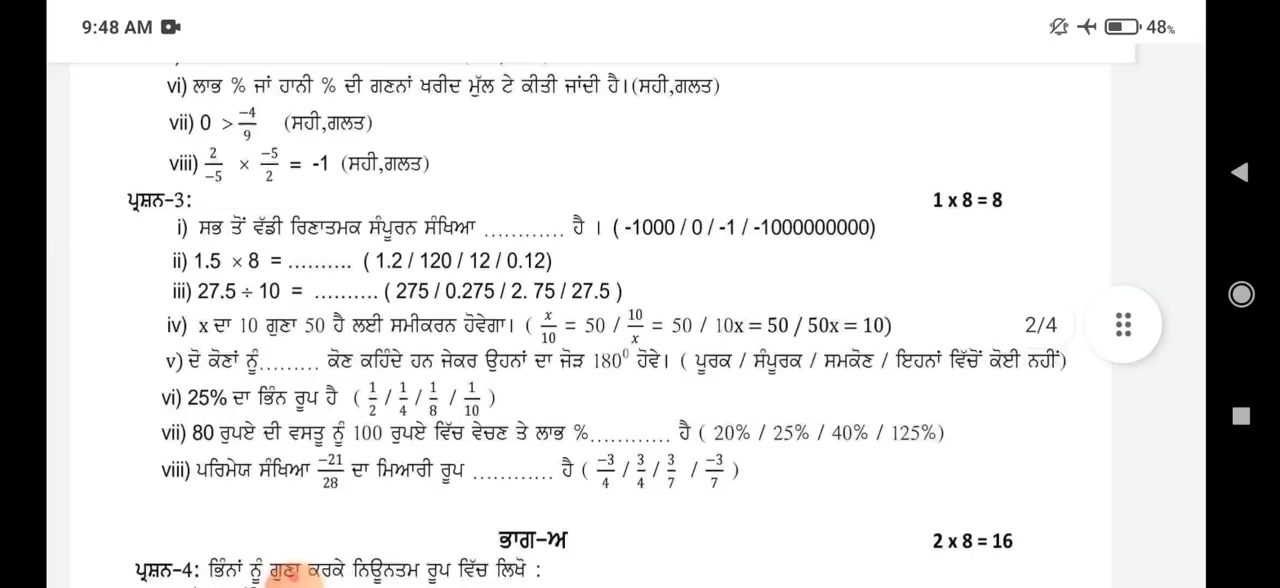 9:48 AM 48%
vi) ਲਾਭ % ਜਾਂ ਹਾਨੀ % ਦੀ ਗਣਨਾਂ ਖਰੀਦ ਮੁੱਲ ਟੇ ਕੀਤੀ ਜਾਂਦੀ ਹੈ।(ਸਹੀ,ਗਲਤ)
vii) 0 > -4/9 (ਸਹੀ,ਗਲਤ)
viii) 2/-5 × -5/2 = -1 (ਸਹੀ,ਗਲਤ)
ਪ੍ਰਸ਼ਨ-3: 1 x 8 = 8
i) ਸਭ ਤੋਂ ਵੱਡੀ ਰਿਣਾਤਮਕ ਸੰਪੂਰਨ ਸੰਖਿਆ ............ ਹੈ । ( -1000 / 0 / -1 / -1000000000)
ii) 1.5 × 8 = .......... ( 1.2 / 120 / 12 / 0.12)
iii) 27.5 ÷ 10 = .......... ( 275 / 0.275 / 2. 75 / 27.5 )
iv) x ਦਾ 10 ਗੁਣਾ 50 ਹੈ ਲਈ ਸਮੀਕਰਨ ਹੋਵੇਗਾ। ( x/10 = 50 / 10/x = 50 / 10x = 50 / 50x = 10) 2/4
v) ਦੋ ਕੋਣਾਂ ਨੂੰ......... ਕੋਣ ਕਹਿੰਦੇ ਹਨ ਜੇਕਰ ਉਹਨਾਂ ਦਾ ਜੋੜ 180⁰ ਹੋਵੇ। ( ਪੂਰਕ / ਸੰਪੂਰਕ / ਸਮਕੋਣ / ਇਹਨਾਂ ਵਿੱਚੋਂ ਕੋਈ ਨਹੀਂ)
vi) 25% ਦਾ ਭਿੰਨ ਰੂਪ ਹੈ ( 1/2 / 1/4 / 1/8 / 1/10 )
vii) 80 ਰੁਪਏ ਦੀ ਵਸਤੂ ਨੂੰ 100 ਰੁਪਏ ਵਿੱਚ ਵੇਚਣ ਤੇ ਲਾਭ %............ ਹੈ ( 20% / 25% / 40% / 125%)
viii) ਪਰਿਮੇਯ ਸੰਖਿਆ -21/28 ਦਾ ਮਿਆਰੀ ਰੂਪ ............ ਹੈ ( -3/4 / 3/4 / 3/7 / -3/7 )
ਭਾਗ-ਅ 2 x 8 = 16
ਪ੍ਰਸ਼ਨ-4: ਭਿੰਨਾਂ ਨੂੰ ਗੁਣਾ ਕਰਕੇ ਨਿਊਨਤਮ ਰੂਪ ਵਿੱਚ ਲਿਖੋ :